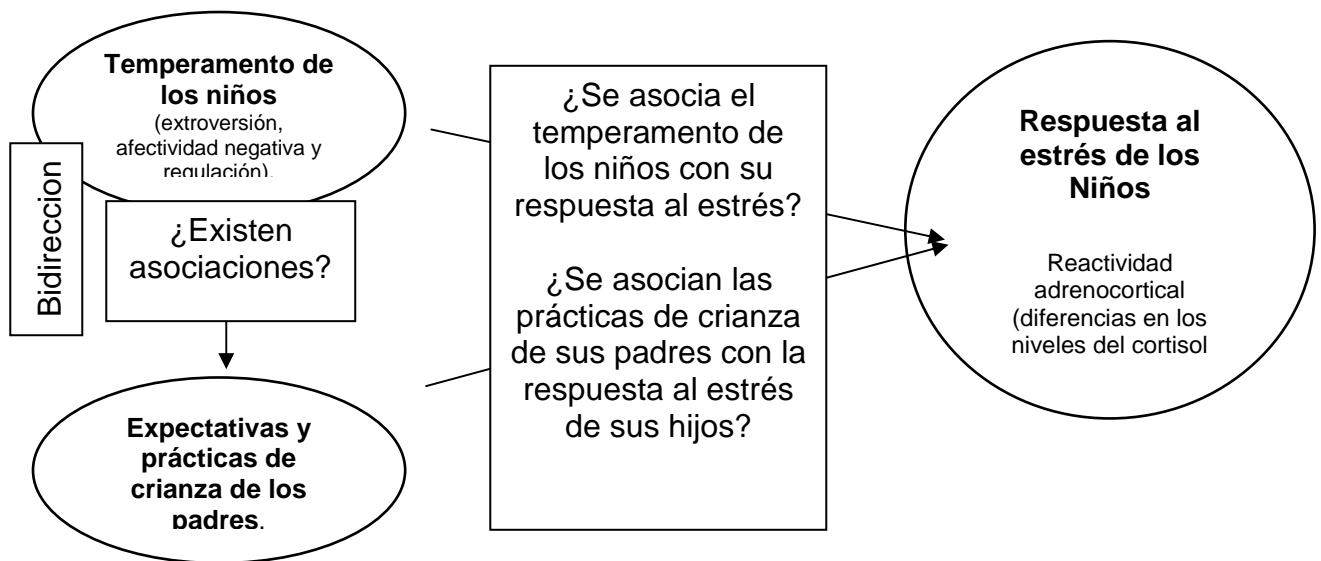 Temperamento de
los niños
(extroversión,
afectividad negativa y
regulación).
Bidireccion
¿Existen
asociaciones?
Expectativas y
prácticas de
crianza de los
padres.
¿Se asocia el
temperamento de
los niños con su
respuesta al estrés?
¿Se asocian las
prácticas de crianza
de sus padres con la
respuesta al estrés
de sus hijos?
Respuesta al
estrés de los
Niños
Reactividad
adrenocortical
(diferencias en los
niveles del cortisol